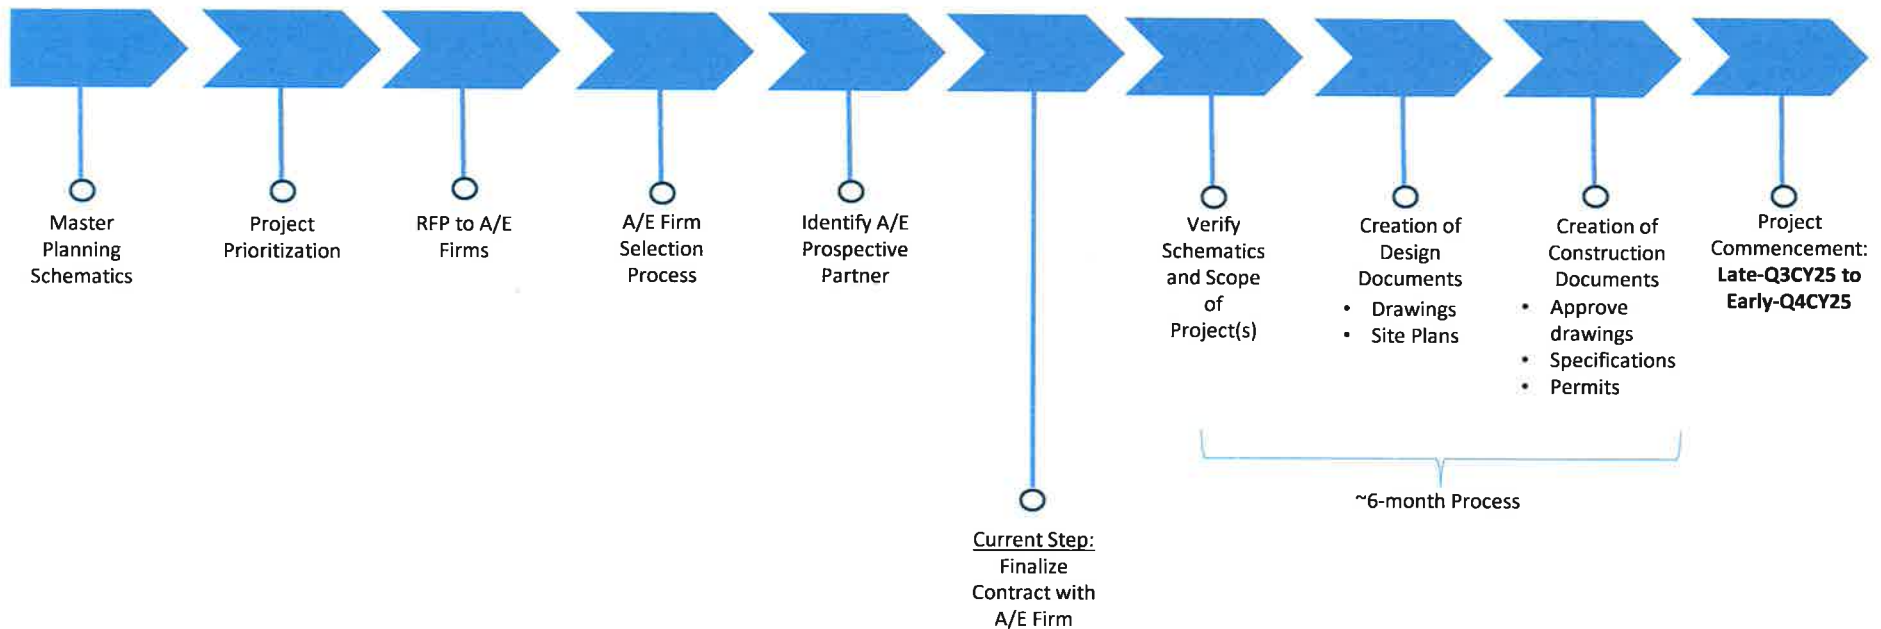 Master
Planning
Schematics
Project
Prioritization
RFP to A/E
Firms
A/E Firm
Selection
Process
Identify A/E
Prospective
Partner
Current Step:
Finalize
Contract with
A/E Firm
Verify
Schematics
and Scope
of
Project(s)
Creation of
Design
Documents
• Drawings
• Site Plans
Creation of
Construction
Documents
• Approve
drawings
• Specifications
• Permits
~6-month Process
Project
Commencement:
Late-Q3CY25 to
Early-Q4CY25